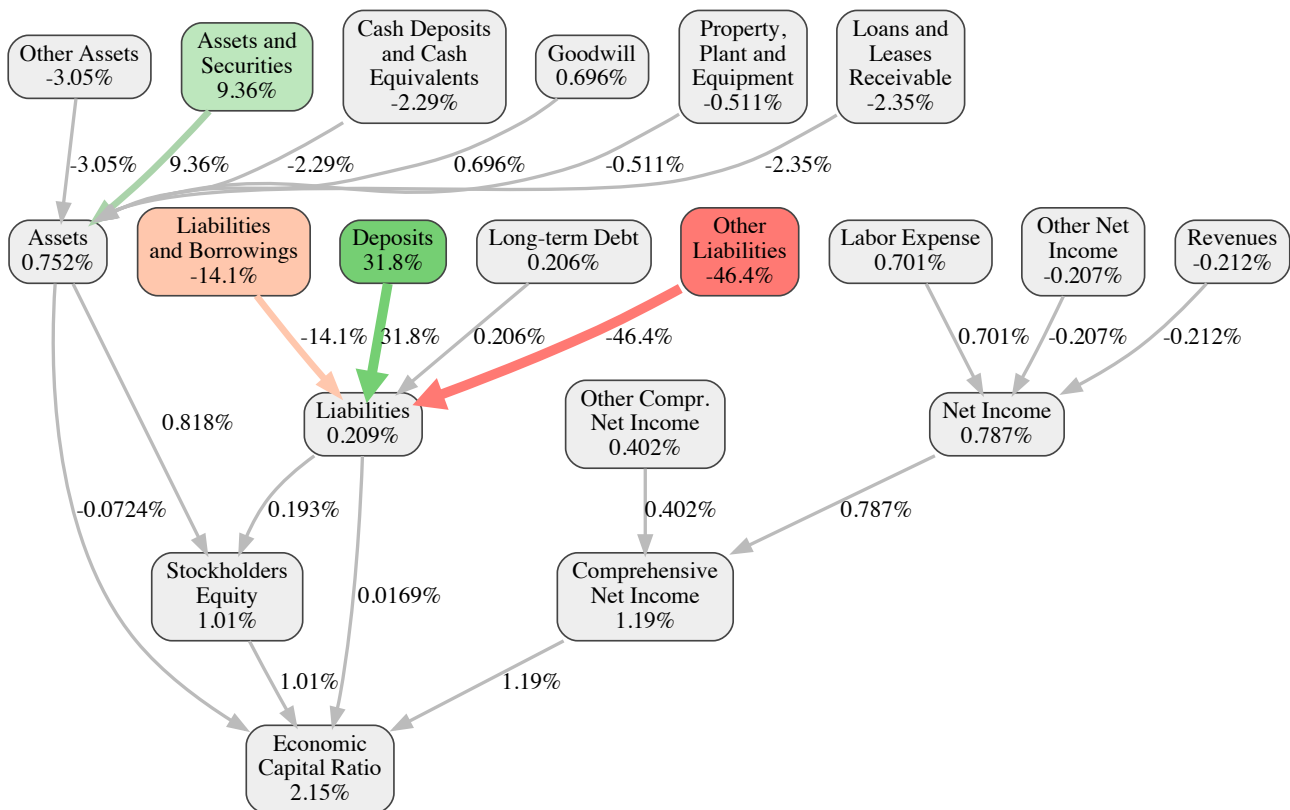 Other Assets
-3.05%
Assets and
Securities
9.36%
Cash Deposits
and Cash
Equivalents
-2.29%
Goodwill
0.696%
Property,
Plant and
Equipment
-0.511%
Loans and
Leases
Receivable
-2.35%
-3.05%
9.36%
-2.29%
0.696%
-0.511%
-2.35%
Assets
0.752%
Liabilities
and Borrowings
-14.1%
Deposits
31.8%
Long-term Debt
0.206%
Other
Liabilities
-46.4%
Labor Expense
0.701%
Other Net
Income
-0.207%
Revenues
-0.212%
-14.1%
31.8%
0.206%
-46.4%
0.701%
-0.207%
-0.212%
0.818%
Liabilities
0.209%
Other Compr.
Net Income
0.402%
Net Income
0.787%
-0.0724%
0.193%
0.402%
0.787%
Stockholders
Equity
1.01%
0.0169%
Comprehensive
Net Income
1.19%
1.01%
1.19%
Economic
Capital Ratio
2.15%